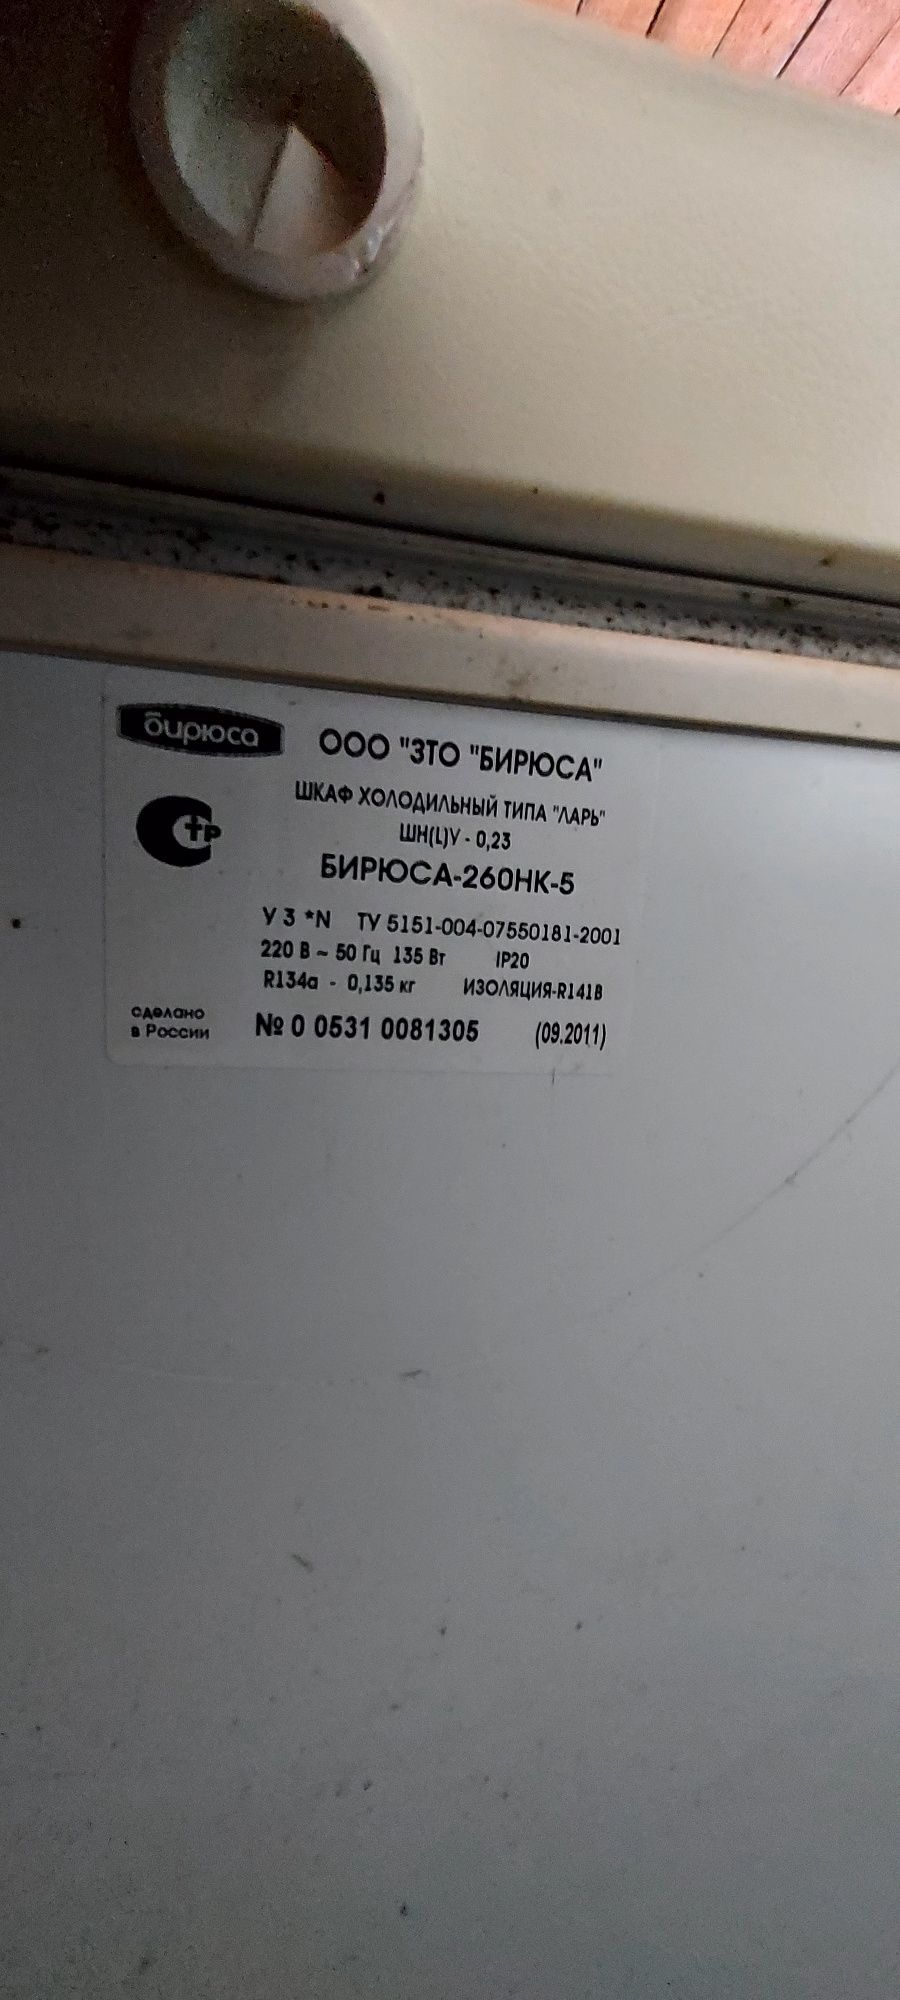 бирюса
ООО "ЗТО "БИРЮСА"
ШКАФ ХОЛОДИЛЬНЫЙ ТИПА "ЛАРЬ"
ШН(L)У - 0,23
БИРЮСА-260НК-5
У 3 *N ТУ 5151-004-07550181-2001
220 В ~ 50 Гц 135 Вт IP20
R134a - 0,135 кг ИЗОЛЯЦИЯ-R141B
сделано
в России
№ 0 0531 0081305 (09.2011)